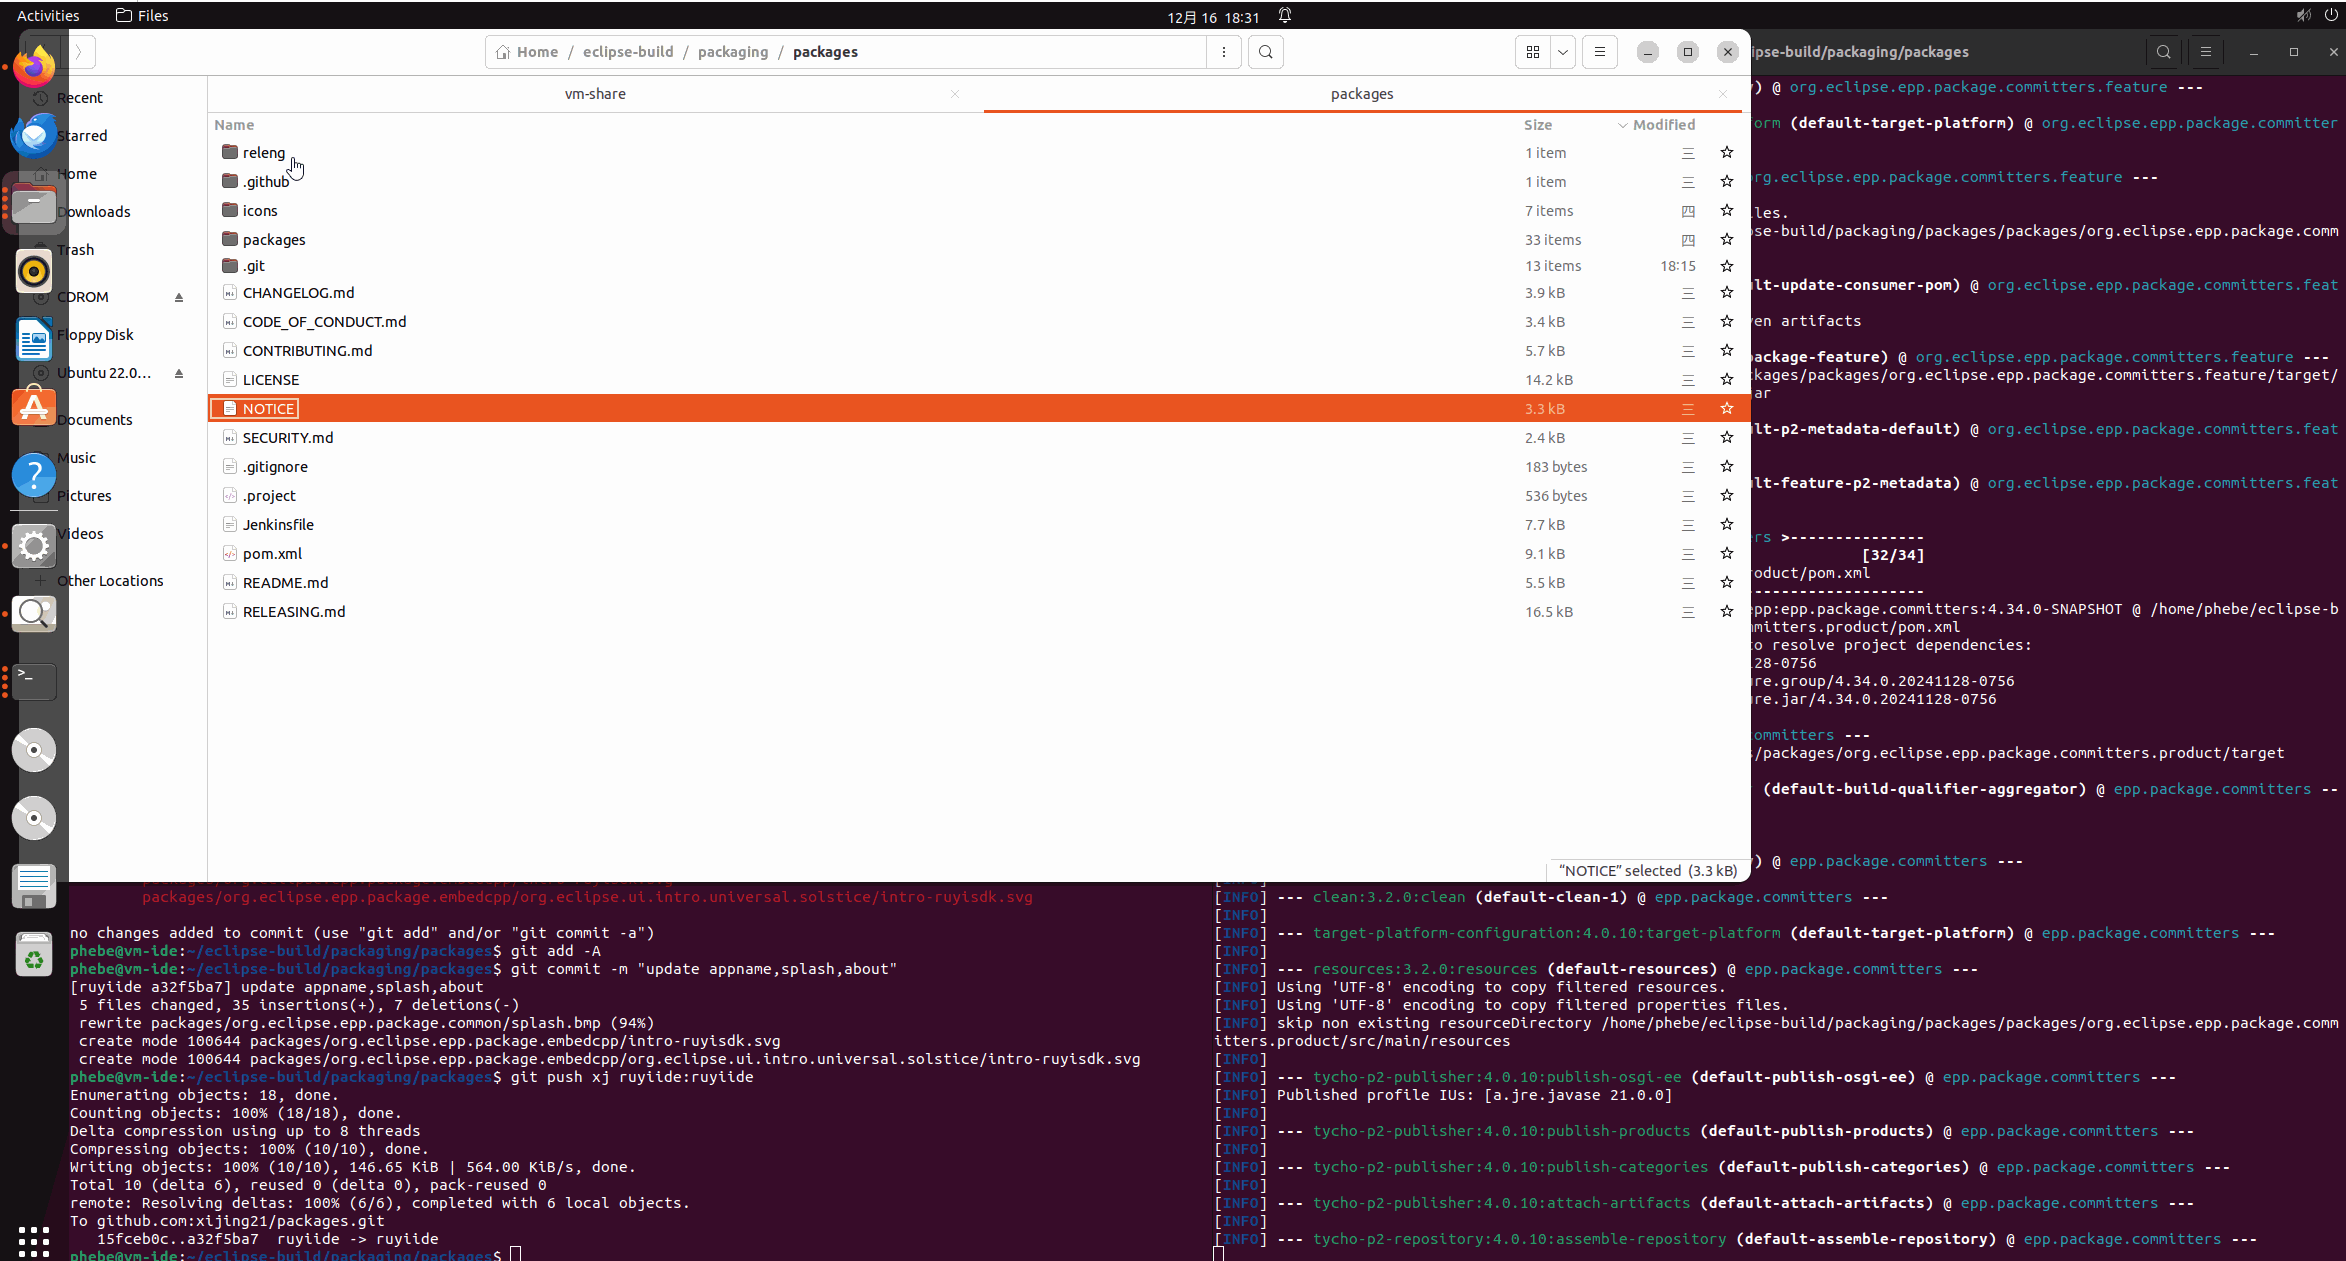 Activities
Files
12月 16 18:31
Home / eclipse-build / packaging / packages
ipse-build/packaging/packages
vm-share
packages
Recent
Starred
Home
Downloads
Trash
CDROM
Floppy Disk
Ubuntu 22.0…
Documents
Music
Pictures
Videos
Other Locations
Name Size Modified
releng 1 item 三
.github 1 item 三
icons 7 items 四
packages 33 items 四
.git 13 items 18:15
CHANGELOG.md 3.9 kB 三
CODE_OF_CONDUCT.md 3.4 kB 三
CONTRIBUTING.md 5.7 kB 三
LICENSE 14.2 kB 三
NOTICE 3.3 kB 三
SECURITY.md 2.4 kB 三
.gitignore 183 bytes 三
.project 536 bytes 三
Jenkinsfile 7.7 kB 三
pom.xml 9.1 kB 三
README.md 5.5 kB 三
RELEASING.md 16.5 kB 三
“NOTICE” selected (3.3 kB)
) @ org.eclipse.epp.package.committers.feature ---
orm (default-target-platform) @ org.eclipse.epp.package.committer
rg.eclipse.epp.package.committers.feature ---
les.
se-build/packaging/packages/packages/org.eclipse.epp.package.comm
lt-update-consumer-pom) @ org.eclipse.epp.package.committers.feat
en artifacts
ackage-feature) @ org.eclipse.epp.package.committers.feature ---
kages/packages/org.eclipse.epp.package.committers.feature/target/
ar
lt-p2-metadata-default) @ org.eclipse.epp.package.committers.feat
lt-feature-p2-metadata) @ org.eclipse.epp.package.committers.feat
rs >---------------
[32/34]
oduct/pom.xml
-------------------
epp:epp.package.committers:4.34.0-SNAPSHOT @ /home/phebe/eclipse-b
mitters.product/pom.xml
to resolve project dependencies:
28-0756
re.group/4.34.0.20241128-0756
re.jar/4.34.0.20241128-0756
ommitters ---
/packages/org.eclipse.epp.package.committers.product/target
(default-build-qualifier-aggregator) @ epp.package.committers --
) @ epp.package.committers ---
packages/org.eclipse.epp.package.embedcpp/org.eclipse.ui.intro.universal.solstice/intro-ruyisdk.svg
no changes added to commit (use "git add" and/or "git commit -a")
phebe@vm-ide:~/eclipse-build/packaging/packages$ git add -A
phebe@vm-ide:~/eclipse-build/packaging/packages$ git commit -m "update appname,splash,about"
[ruyiide a32f5ba7] update appname,splash,about
5 files changed, 35 insertions(+), 7 deletions(-)
rewrite packages/org.eclipse.epp.package.common/splash.bmp (94%)
create mode 100644 packages/org.eclipse.epp.package.embedcpp/intro-ruyisdk.svg
create mode 100644 packages/org.eclipse.epp.package.embedcpp/org.eclipse.ui.intro.universal.solstice/intro-ruyisdk.svg
phebe@vm-ide:~/eclipse-build/packaging/packages$ git push xj ruyiide:ruyiide
Enumerating objects: 18, done.
Counting objects: 100% (18/18), done.
Delta compression using up to 8 threads
Compressing objects: 100% (10/10), done.
Writing objects: 100% (10/10), 146.65 KiB | 564.00 KiB/s, done.
Total 10 (delta 6), reused 0 (delta 0), pack-reused 0
remote: Resolving deltas: 100% (6/6), completed with 6 local objects.
To github.com:xijing21/packages.git
15fceb0c..a32f5ba7 ruyiide -> ruyiide
phebe@vm-ide:~/eclipse-build/packaging/packages$
[INFO] --- clean:3.2.0:clean (default-clean-1) @ epp.package.committers ---
[INFO]
[INFO] --- target-platform-configuration:4.0.10:target-platform (default-target-platform) @ epp.package.committers ---
[INFO]
[INFO] --- resources:3.2.0:resources (default-resources) @ epp.package.committers ---
[INFO] Using 'UTF-8' encoding to copy filtered resources.
[INFO] Using 'UTF-8' encoding to copy filtered properties files.
[INFO] skip non existing resourceDirectory /home/phebe/eclipse-build/packaging/packages/packages/org.eclipse.epp.package.comm
itters.product/src/main/resources
[INFO]
[INFO] --- tycho-p2-publisher:4.0.10:publish-osgi-ee (default-publish-osgi-ee) @ epp.package.committers ---
[INFO] Published profile IUs: [a.jre.javase 21.0.0]
[INFO]
[INFO] --- tycho-p2-publisher:4.0.10:publish-products (default-publish-products) @ epp.package.committers ---
[INFO]
[INFO] --- tycho-p2-publisher:4.0.10:publish-categories (default-publish-categories) @ epp.package.committers ---
[INFO]
[INFO] --- tycho-p2-publisher:4.0.10:attach-artifacts (default-attach-artifacts) @ epp.package.committers ---
[INFO]
[INFO] --- tycho-p2-repository:4.0.10:assemble-repository (default-assemble-repository) @ epp.package.committers ---